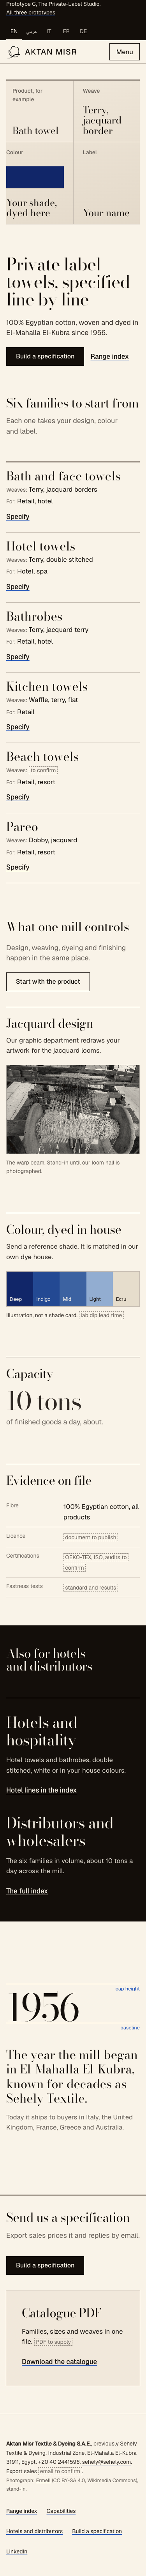 Prototype C, The Private-Label Studio.
All three prototypes
EN عربي IT FR DE
AKTAN MISR
Menu
Product, for
example
Bath towel
Weave
Terry,
jacquard
border
Colour
Your shade,
dyed here
Label
Your name
Private label
towels, specified
line by line
100% Egyptian cotton, woven and dyed in
El-Mahalla El-Kubra since 1956.
Build a specification
Range index
Six families to start from
Each one takes your design, colour
and label.
Bath and face towels
Weaves: Terry, jacquard borders
For: Retail, hotel
Specify
Hotel towels
Weaves: Terry, double stitched
For: Hotel, spa
Specify
Bathrobes
Weaves: Terry, jacquard terry
For: Retail, hotel
Specify
Kitchen towels
Weaves: Waffle, terry, flat
For: Retail
Specify
Beach towels
Weaves: to confirm
For: Retail, resort
Specify
Pareo
Weaves: Dobby, jacquard
For: Retail, resort
Specify
What one mill controls
Design, weaving, dyeing and finishing
happen in the same place.
Start with the product
Jacquard design
Our graphic department redraws your
artwork for the jacquard looms.
The warp beam. Stand-in until our loom hall is
photographed.
Colour, dyed in house
Send a reference shade. It is matched in our
own dye house.
Deep
Indigo
Mid
Light
Ecru
Illustration, not a shade card. lab dip lead time
Capacity
10 tons
of finished goods a day, about.
Evidence on file
Fibre
100% Egyptian cotton, all
products
Licence
document to publish
Certifications
OEKO-TEX, ISO, audits to
confirm
Fastness tests
standard and results
Also for hotels
and distributors
Hotels and
hospitality
Hotel towels and bathrobes, double
stitched, white or in your house colours.
Hotel lines in the index
Distributors and
wholesalers
The six families in volume, about 10 tons a
day across the mill.
The full index
cap height
1956
baseline
The year the mill began
in El Mahalla El Kubra,
known for decades as
Sehely Textile.
Today it ships to buyers in Italy, the United
Kingdom, France, Greece and Australia.
Send us a specification
Export sales prices it and replies by email.
Build a specification
Catalogue PDF
Families, sizes and weaves in one
file. PDF to supply
Download the catalogue
Aktan Misr Textile & Dyeing S.A.E., previously Sehely
Textile & Dyeing. Industrial Zone, El-Mahalla El-Kubra
31911, Egypt. +20 40 2441596. sehely@sehely.com.
Export sales email to confirm.
Photograph: Ermell (CC BY-SA 4.0, Wikimedia Commons),
stand-in.
Range index
Capabilities
Hotels and distributors
Build a specification
LinkedIn